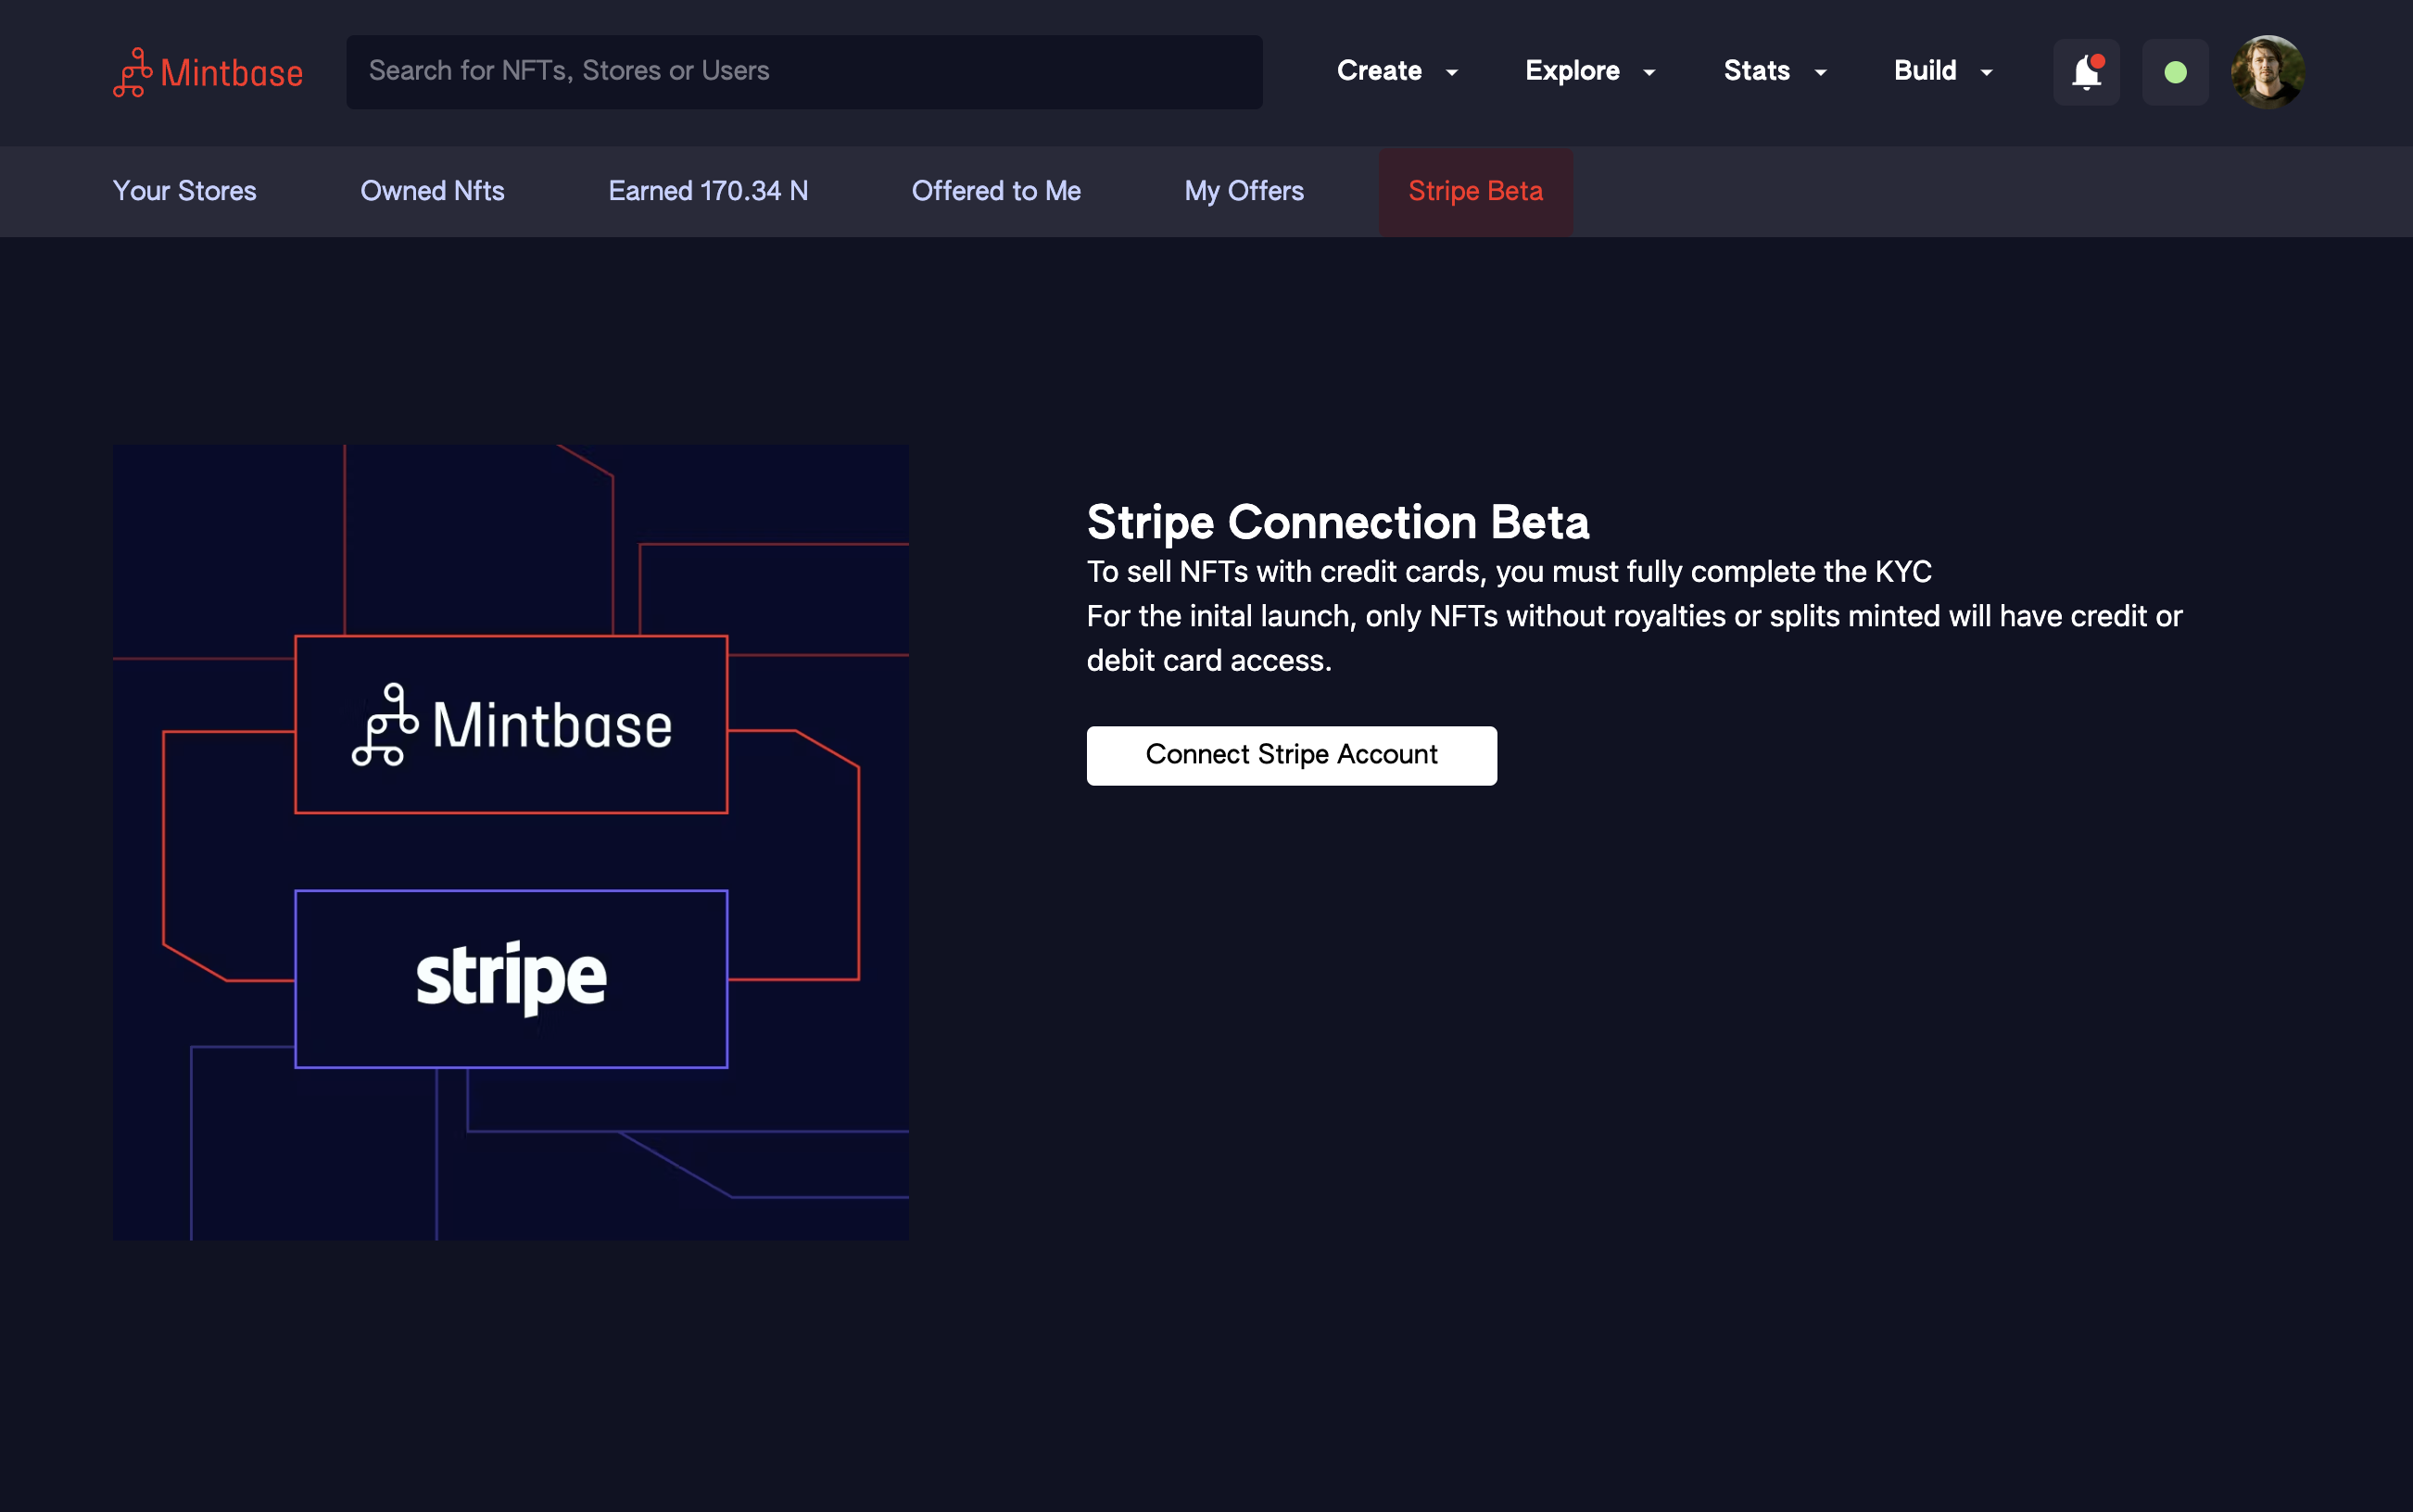 Mintbase
Search for NFTs, Stores or Users
Create
Explore
Stats
Build
Your Stores
Owned Nfts
Earned 170.34 N
Offered to Me
My Offers
Stripe Beta
Mintbase
stripe
Stripe Connection Beta
To sell NFTs with credit cards, you must fully complete the KYC
For the inital launch, only NFTs without royalties or splits minted will have credit or
debit card access.
Connect Stripe Account